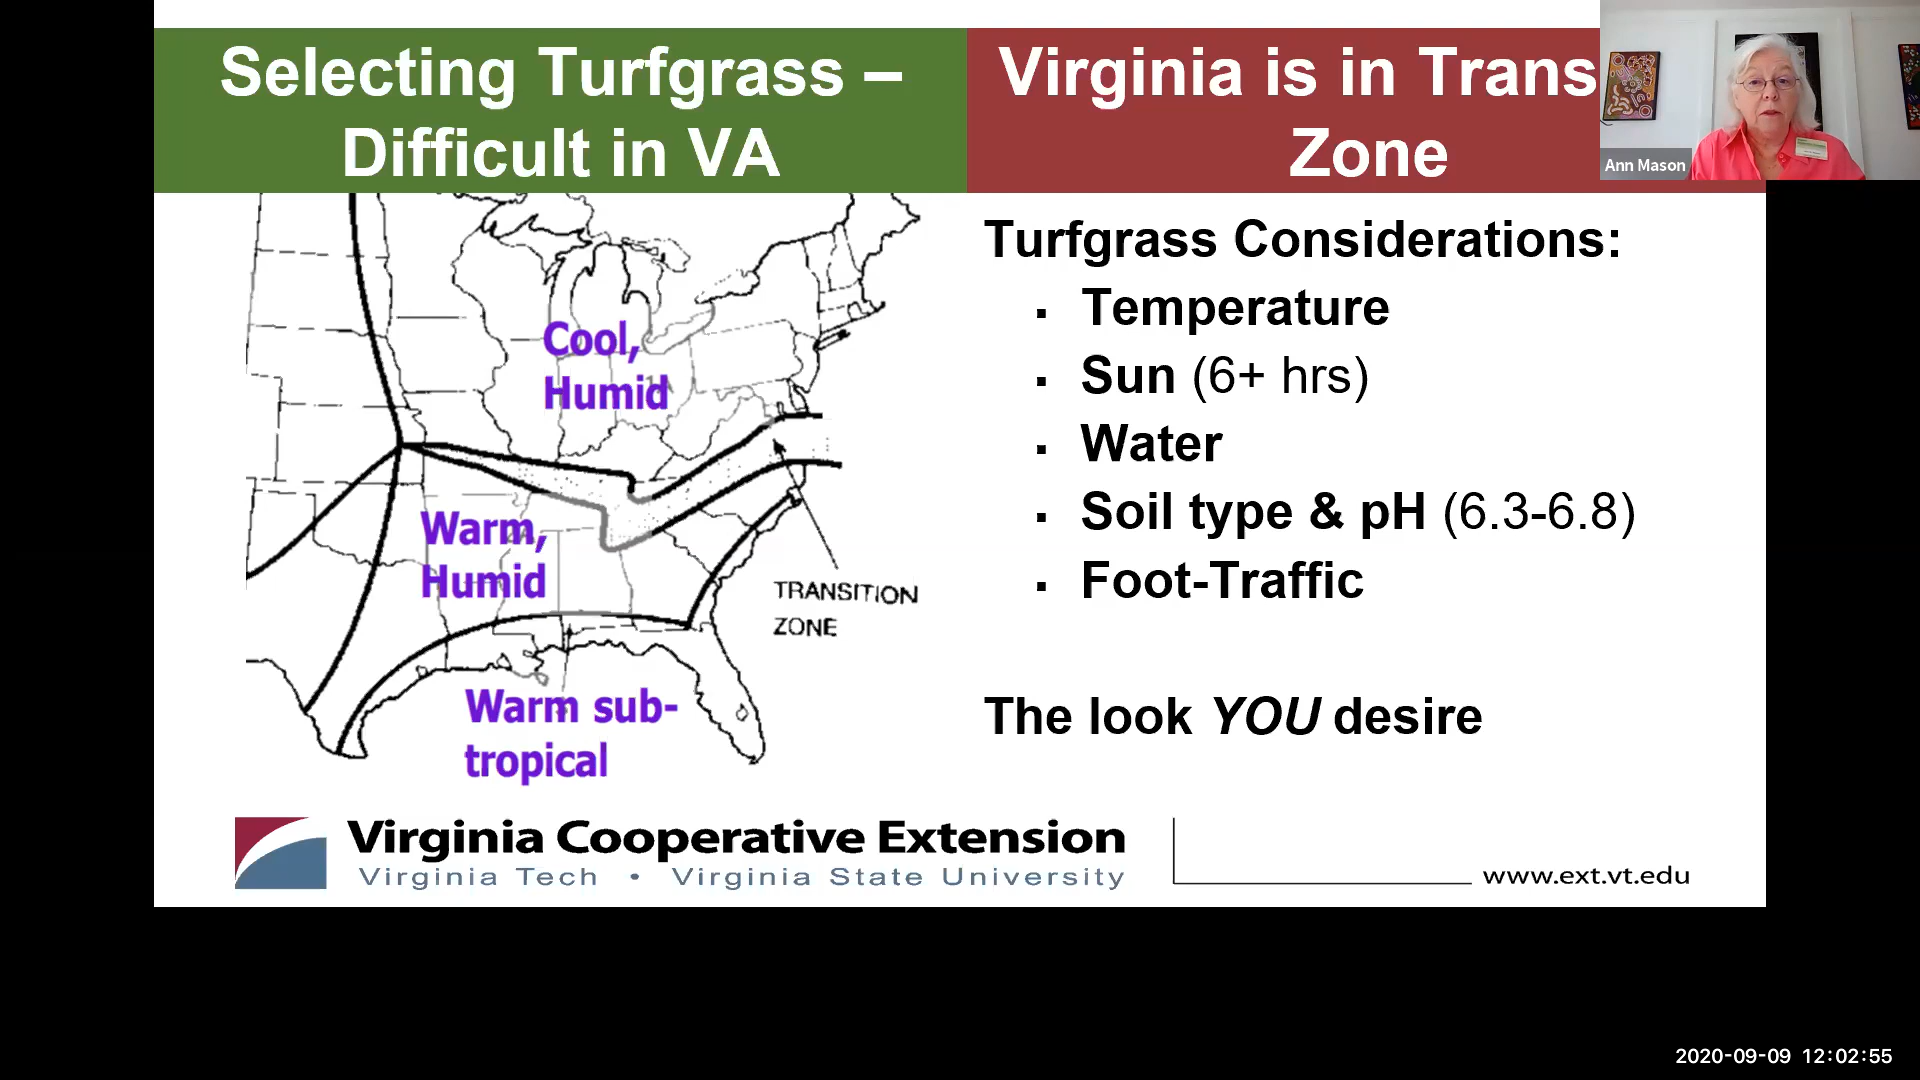 Selecting Turfgrass –
Difficult in VA
Virginia is in Trans
Zone
Ann Mason
Cool,
Humid
Warm,
Humid
Warm sub-
tropical
TRANSITION
ZONE
Turfgrass Considerations:
▪ Temperature
▪ Sun (6+ hrs)
▪ Water
▪ Soil type & pH (6.3-6.8)
▪ Foot-Traffic
The look YOU desire
Virginia Cooperative Extension
Virginia Tech • Virginia State University
www.ext.vt.edu
2020-09-09 12:02:55